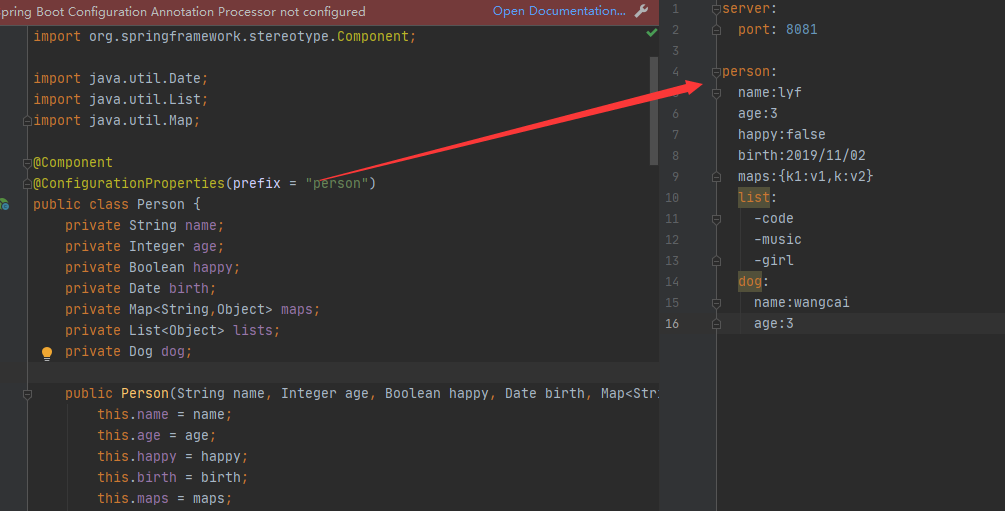 pring Boot Configuration Annotation Processor not configured
Open Documentation...
import org.springframework.stereotype.Component;
import java.util.Date;
import java.util.List;
import java.util.Map;
@Component
@ConfigurationProperties(prefix = "person")
public class Person {
private String name;
private Integer age;
private Boolean happy;
private Date birth;
private Map<String,Object> maps;
private List<Object> lists;
private Dog dog;
public Person(String name, Integer age, Boolean happy, Date birth, Map<Stri
this.name = name;
this.age = age;
this.happy = happy;
this.birth = birth;
this.maps = maps;
1 server:
2 port: 8081
3
4 person:
name:lyf
6 age:3
7 happy:false
8 birth:2019/11/02
9 maps:{k1:v1,k:v2}
10 list:
11 -code
12 -music
13 -girl
14 dog:
15 name:wangcai
16 age:3